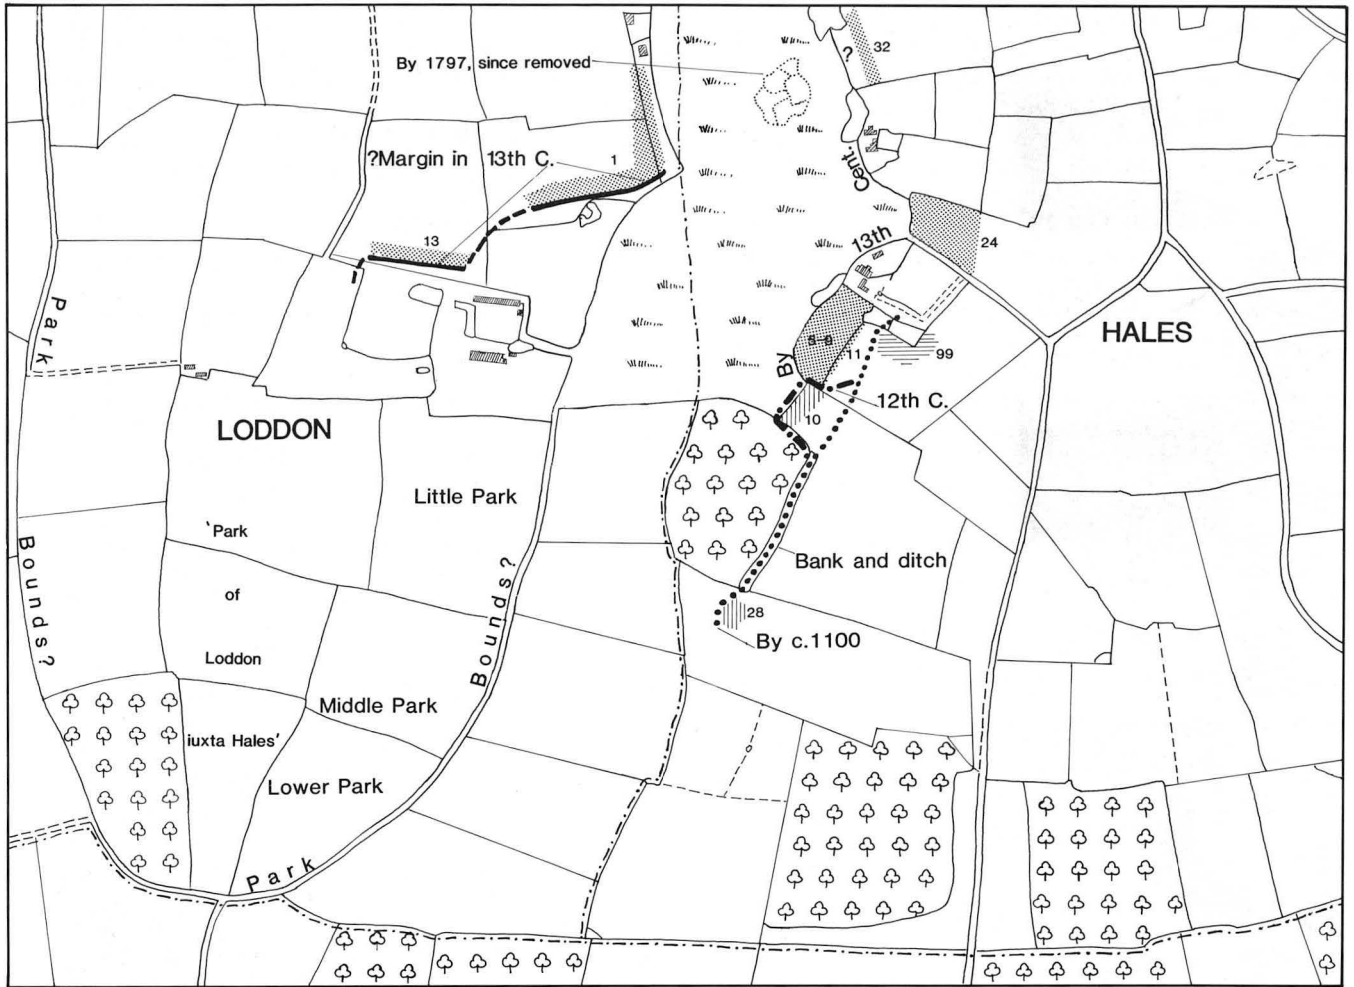 By 1797, since removed
?
32
?Margin in 13th C.
1
Cent.
13
13th
24
Park
HALES
5-8
11
99
By
12th C.
10
LODDON
Little Park
'Park
Bank and ditch
Bounds?
Bounds?
of
28
By c.1100
Loddon
Middle Park
iuxta Hales'
Lower Park
Park